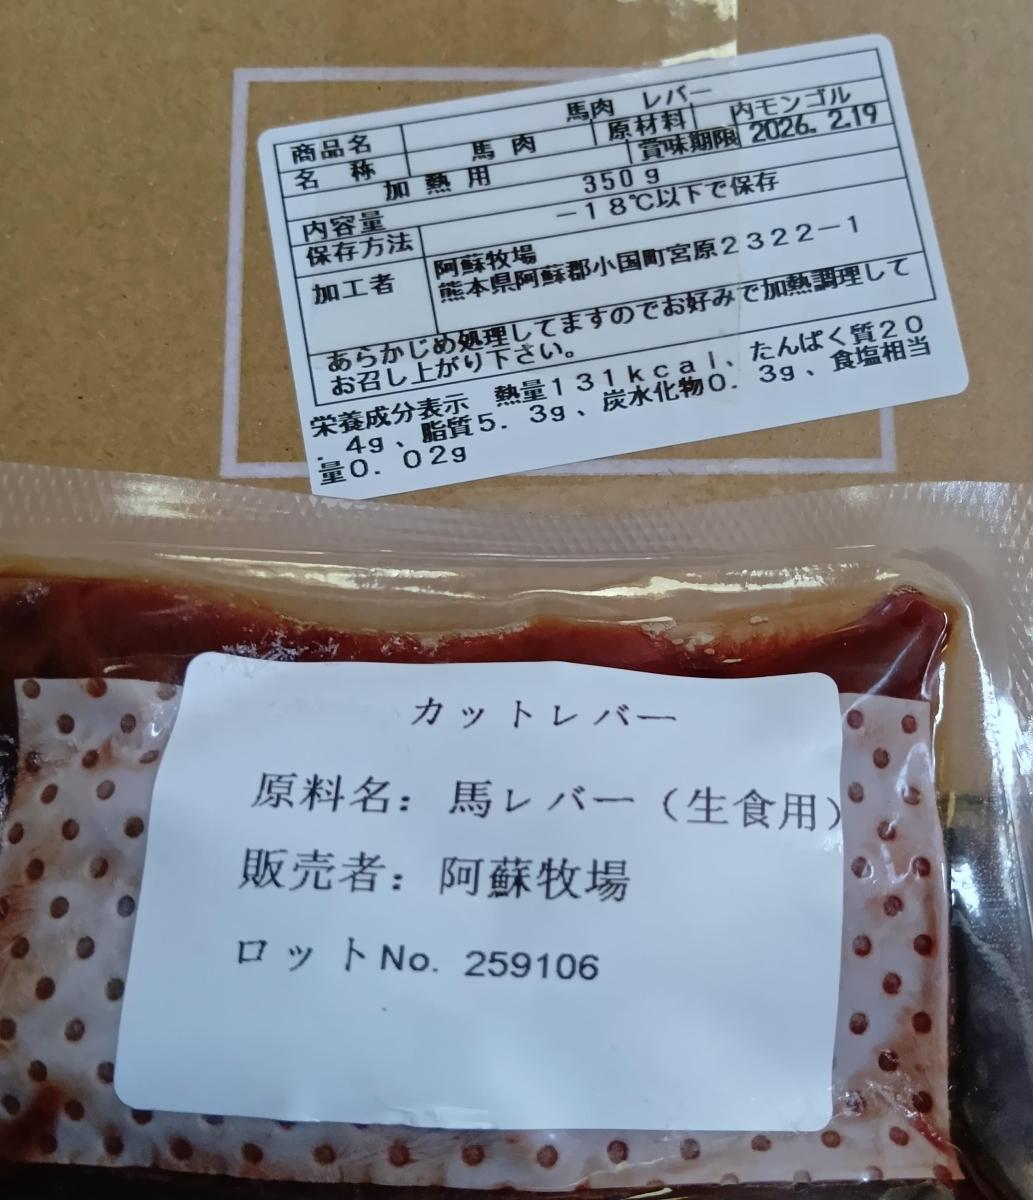 商品名 馬肉 レバー
名 称 馬 肉 原材料 内モンゴル
加 熱 用 賞味期限 2026. 2.19
内容量 350g
保存方法 -18℃以下で保存
加工者 阿蘇牧場
熊本県阿蘇郡小国町宮原2322-1
あらかじめ処理してますのでお好みで加熱調理して
お召し上がり下さい。
栄養成分表示 熱量131kcal、たんぱく質20
.4g、脂質5.3g、炭水化物0.3g、食塩相当
量0.02g
カットレバー
原料名：馬レバー（生食用）
販売者：阿蘇牧場
ロットNo. 259106